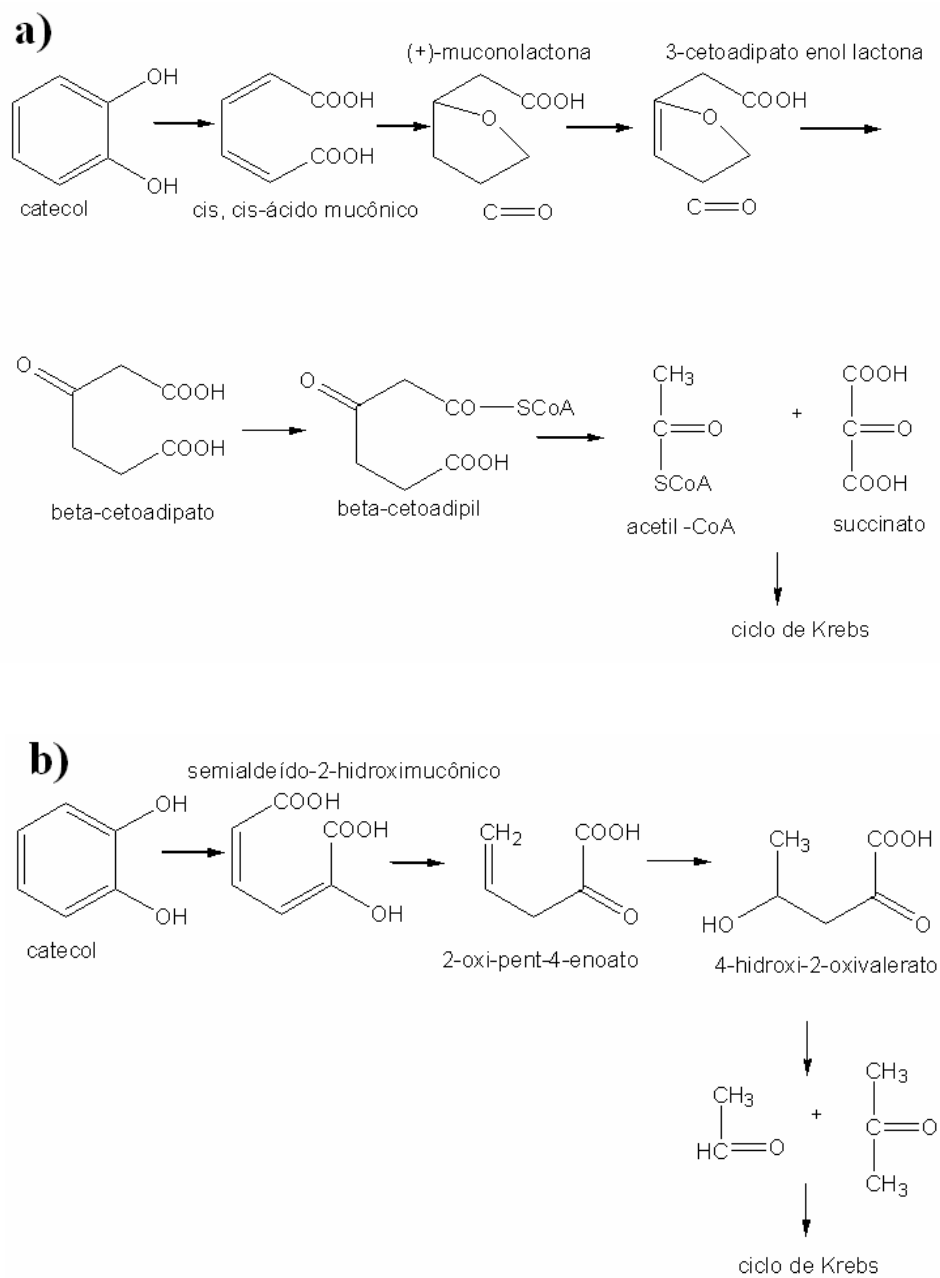 a)
(+)-muconolactona
3-cetoadipato enol lactona
OH
OH
catecol
COOH
COOH
cis, cis-ácido mucônico
COOH
O
C=O
COOH
O
C=O
O
COOH
COOH
beta-cetoadipato
O
CO—SCoA
COOH
beta-cetoadipil
CH3
C=O
SCoA
acetil -CoA
+
COOH
C=O
COOH
succinato
ciclo de Krebs
b)
semialdeído-2-hidroximucônico
OH
OH
catecol
COOH
COOH
OH
CH2
COOH
O
2-oxi-pent-4-enoato
CH3
COOH
HO
O
4-hidroxi-2-oxivalerato
CH3
HC=O
+
CH3
C=O
CH3
ciclo de Krebs